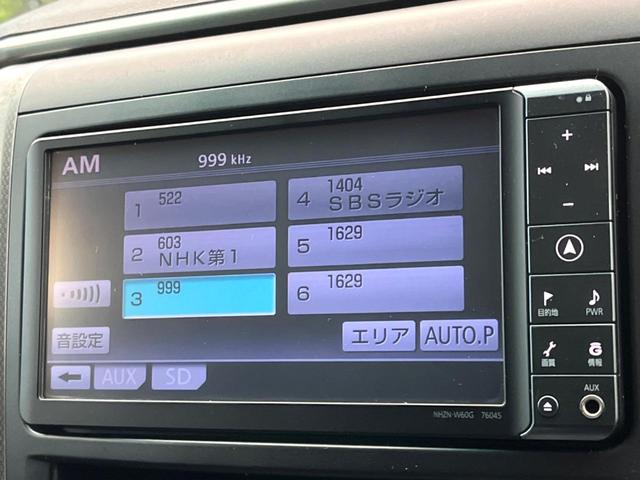 AM 999 kHz
1 522
4 1404 SBSラジオ
2 603 NHK第1
5 1629
3 999
6 1629
音設定
エリア AUTO.P
AUX SD
NHZN-W60G 76045
目的地 PWR
画質 情報
AUX